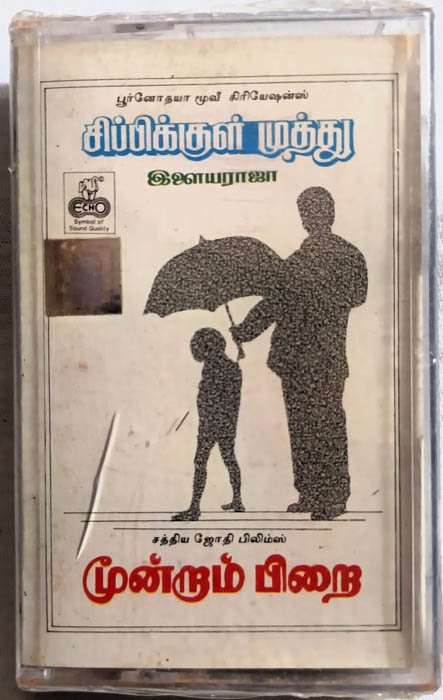 பூர்னோதயா மூவீ கிரியேஷன்ஸ்
சிப்பிக்குள் முத்து
இளையராஜா
ECHO
Symbol of
Sound Quality
சத்திய ஜோதி பிலிம்ஸ்
மூன்றாம் பிறை